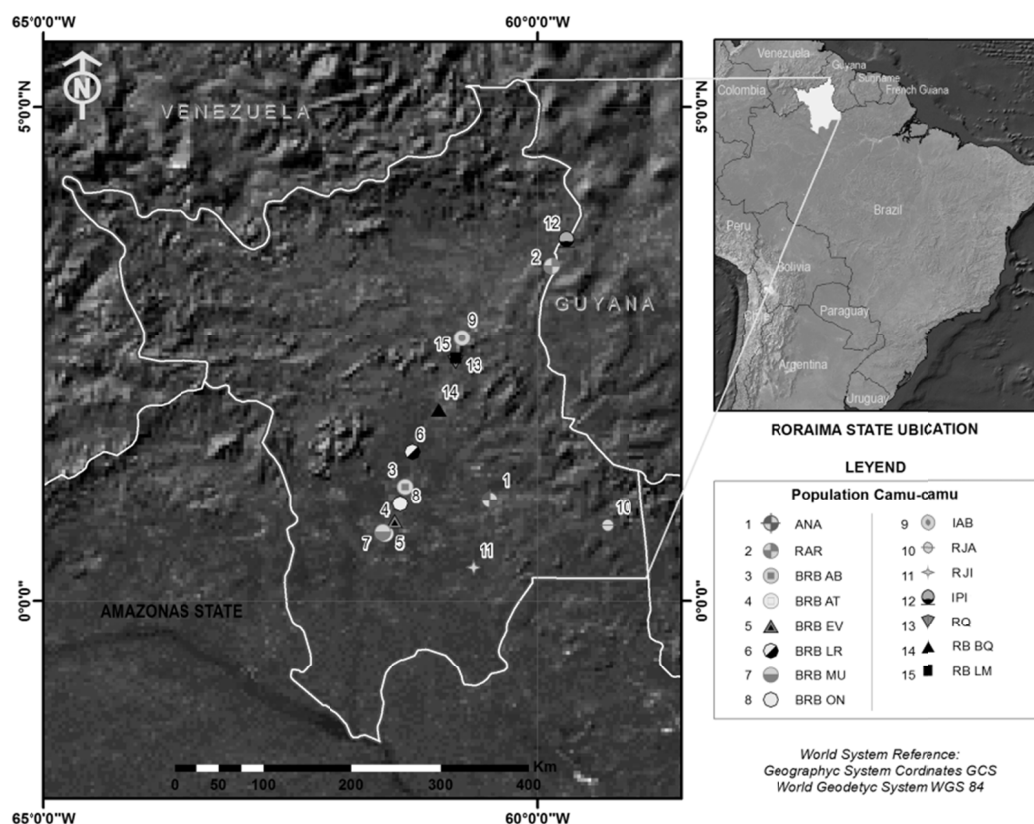 65°0'0"W
60°0'0"W
5°0'0"N
5°0'0"N
N
VENEZUELA
Venezuela
Guyana
Suriname
French Guiana
Colombia
Brazil
Peru
Bolivia
Paraguay
Argentina
Uruguay
12
2
GUYANA
9
15
13
14
6
3
8
1
10
4
7
5
11
0°0'0"
0°0'0"
AMAZONAS STATE
Km
0 50 100 200 300 400
65°0'0"W
60°0'0"W
RORAIMA STATE UBICATION
LEYEND
Population Camu-camu
1 ANA
2 RAR
3 BRB AB
4 BRB AT
5 BRB EV
6 BRB LR
7 BRB MU
8 BRB ON
9 IAB
10 RJA
11 RJI
12 IPI
13 RQ
14 RB BQ
15 RB LM
World System Reference:
Geographyc System Cordinates GCS
World Geodetyc System WGS 84